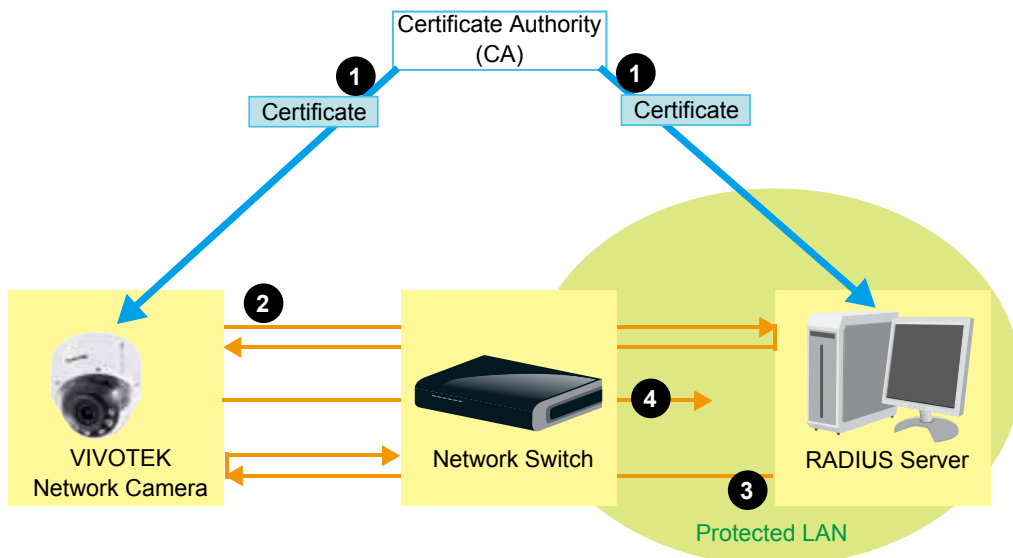 Certificate Authority
(CA)
1
1
Certificate
Certificate
2
4
VIVOTEK
Network Camera
Network Switch
RADIUS Server
3
Protected LAN